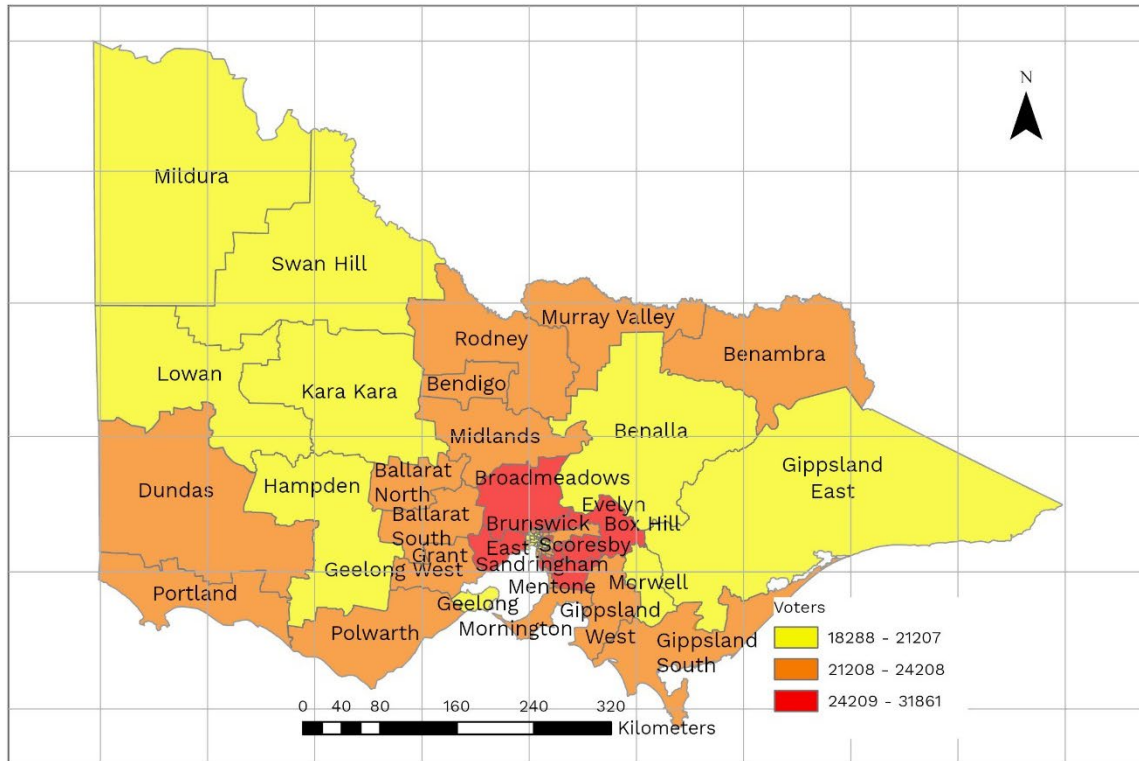 N
Mildura
Swan Hill
Murray Valley
Rodney
Benambra
Lowan
Kara Kara
Bendigo
Benalla
Midlands
Gippsland
East
Dundas
Hampden
Ballarat
North
Broadmeadows
Evelyn
Ballarat
South
Brunswick
East
Box Hill
Scoresby
Grant
Sandringham
Geelong West
Portland
Mentone
Morwell
Geelong
Gippsland
West
Mornington
Polwarth
Gippsland
South
Voters
18288 - 21207
21208 - 24208
24209 - 31861
0 40 80 160 240 320
Kilometers